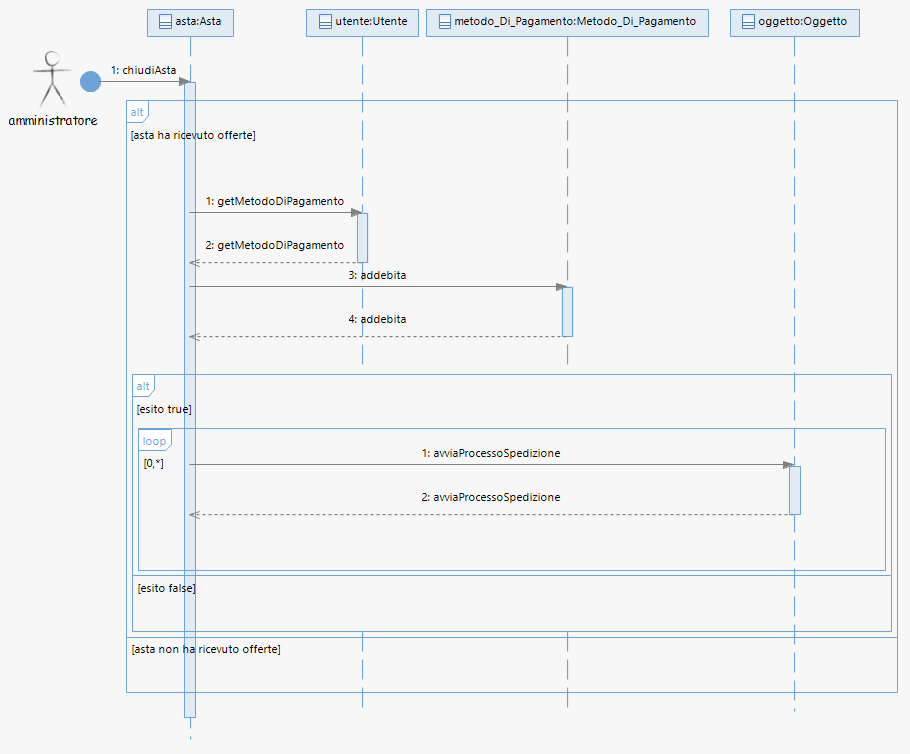 asta:Asta
utente:Utente
metodo_Di_Pagamento:Metodo_Di_Pagamento
oggetto:Oggetto
1: chiudiAsta
amministratore
alt
[asta ha ricevuto offerte]
1: getMetodoDiPagamento
2: getMetodoDiPagamento
3: addebita
4: addebita
alt
[esito true]
loop
[0,*]
1: avviaProcessoSpedizione
2: avviaProcessoSpedizione
[esito false]
[asta non ha ricevuto offerte]